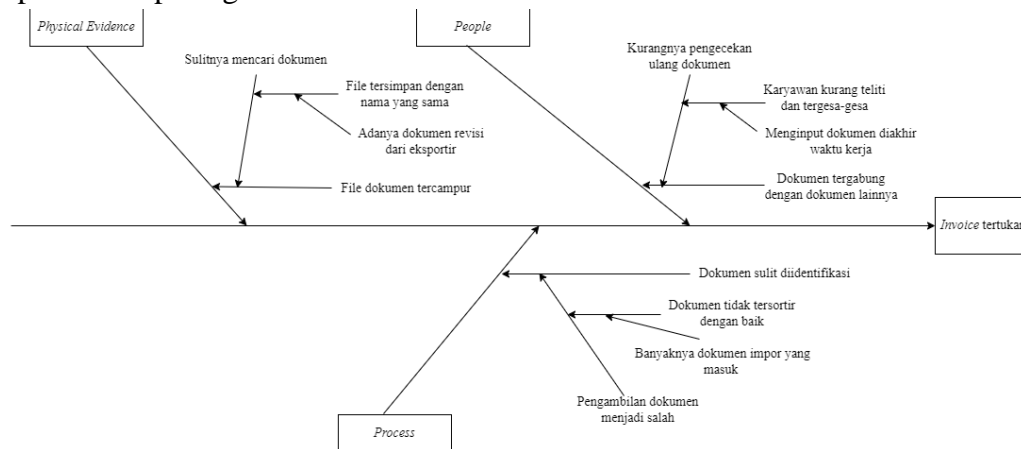 Physical Evidence
People
Sulitnya mencari dokumen
File tersimpan dengan
nama yang sama
Adanya dokumen revisi
dari eksportir
File dokumen tercampur
Kurangnya pengecekan
ulang dokumen
Karyawan kurang teliti
dan tergesa-gesa
Menginput dokumen diakhir
waktu kerja
Dokumen tergabung
dengan dokumen lainnya
Invoice tertukar
Dokumen sulit diidentifikasi
Dokumen tidak tersortir
dengan baik
Banyaknya dokumen impor yang
masuk
Pengambilan dokumen
menjadi salah
Process